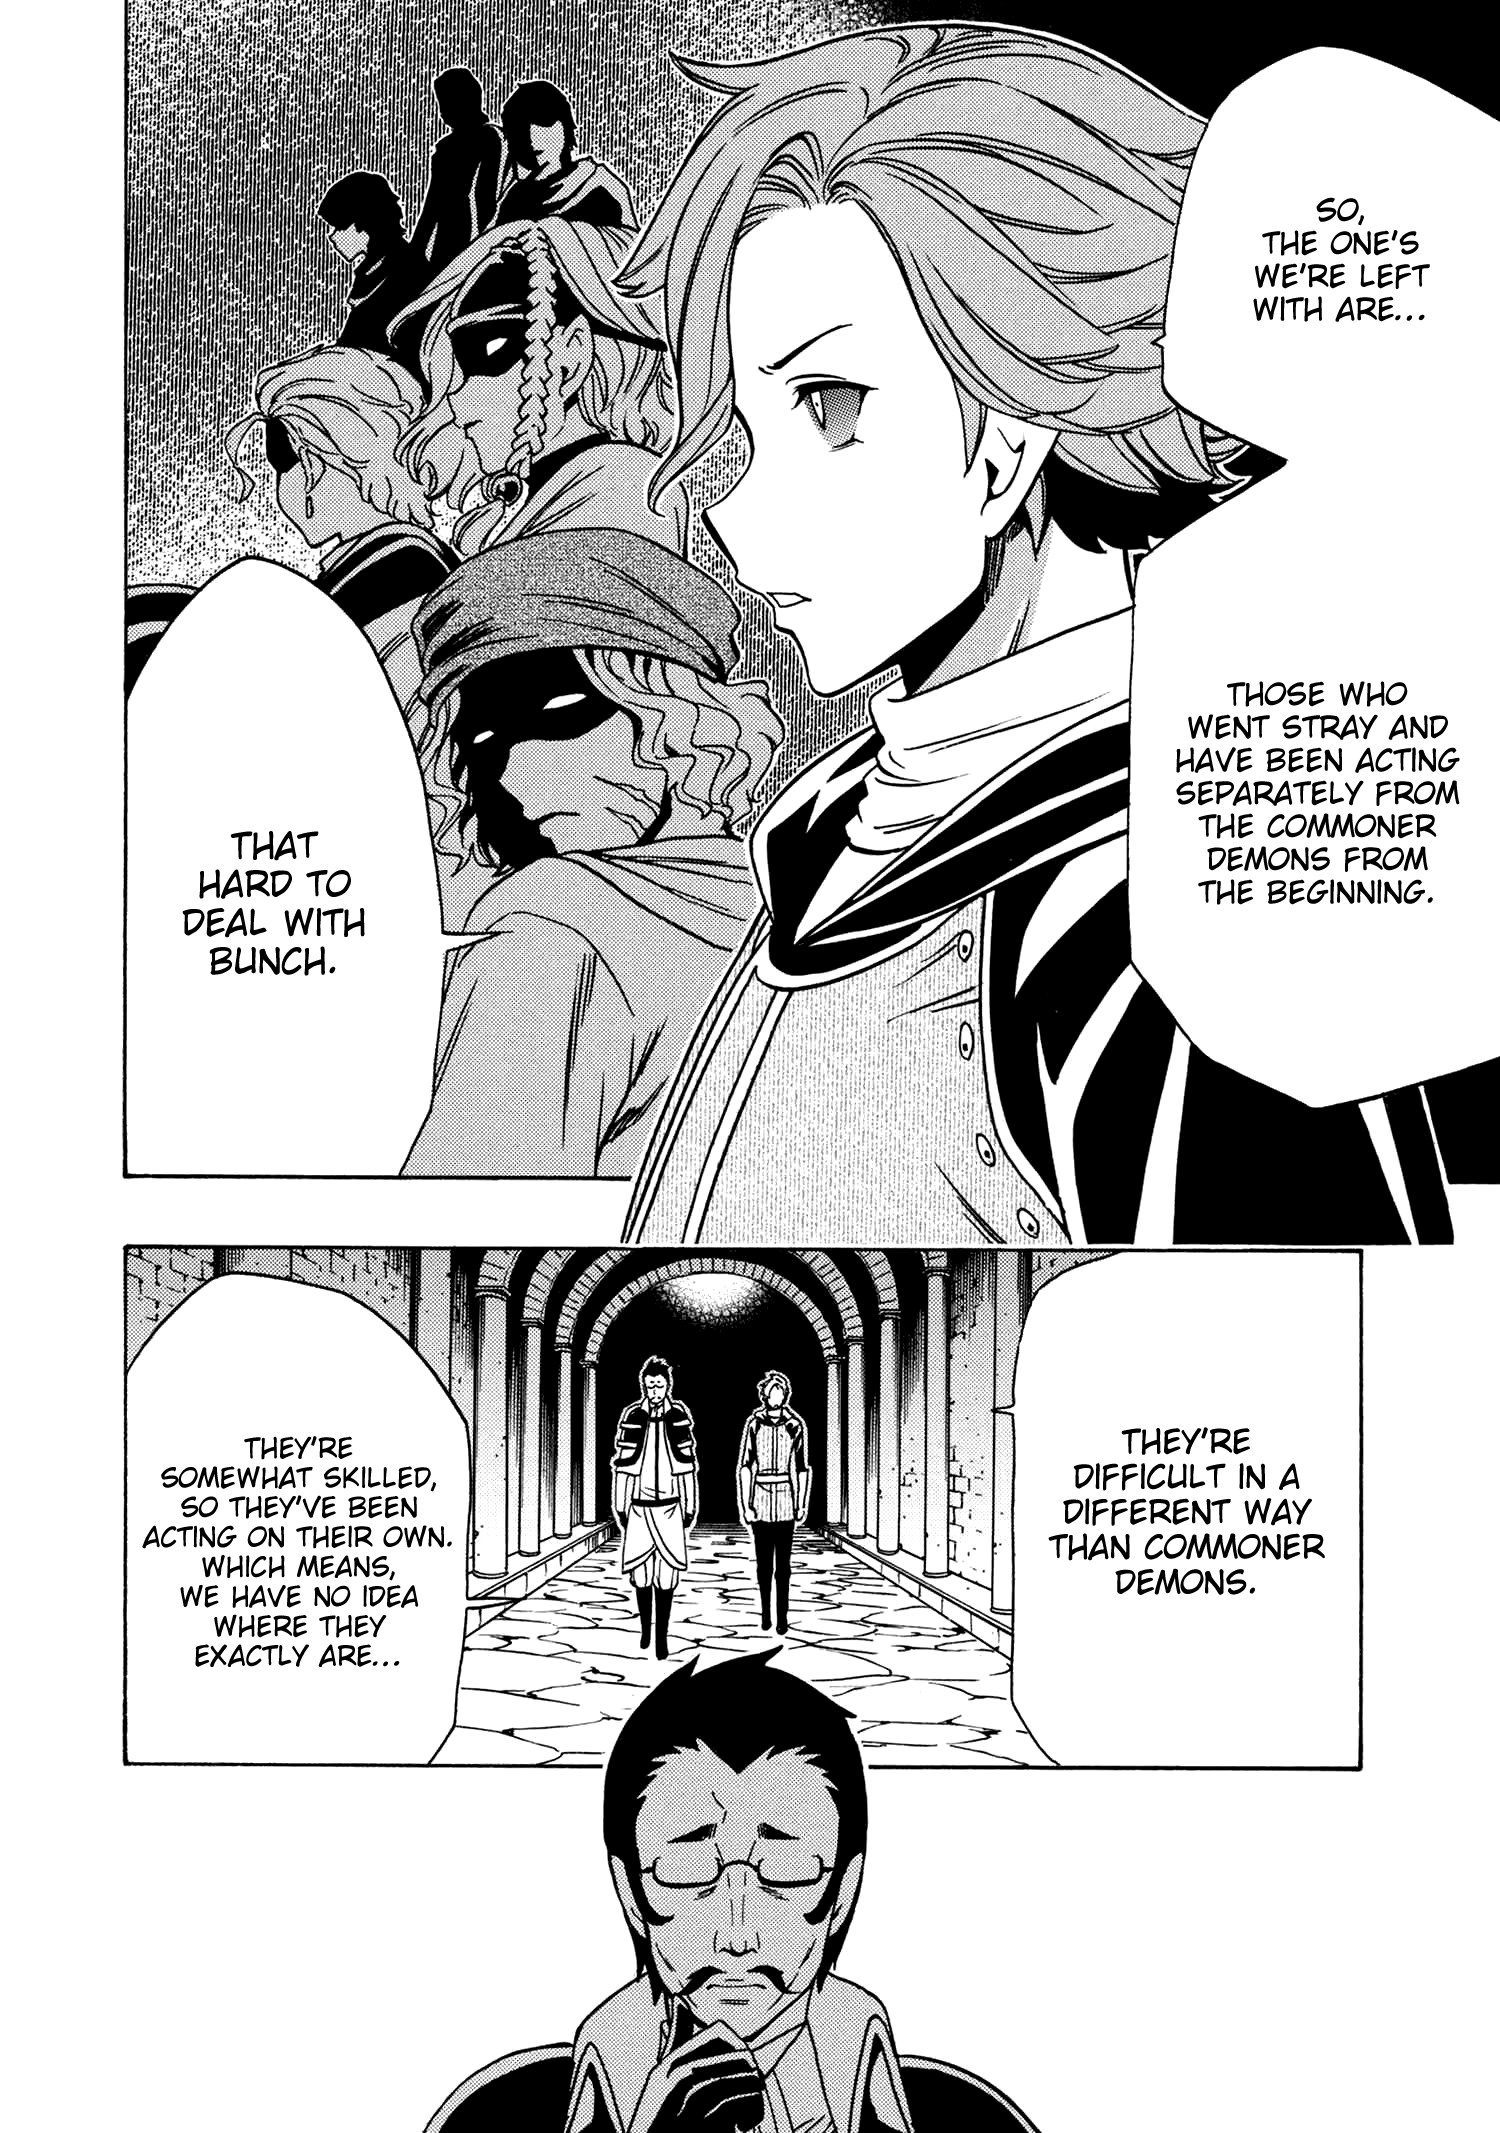 SO,
THE ONE'S
WE'RE LEFT
WITH ARE...
THOSE WHO
WENT STRAY AND
HAVE BEEN ACTING
SEPARATELY FROM
THE COMMONER
DEMONS FROM
THE BEGINNING.
THAT
HARD TO
DEAL WITH
BUNCH.
THEY'RE
DIFFICULT IN A
DIFFERENT WAY
THAN COMMONER
DEMONS.
THEY'RE
SOMEWHAT SKILLED,
SO THEY'VE BEEN
ACTING ON THEIR OWN.
WHICH MEANS,
WE HAVE NO IDEA
WHERE THEY
EXACTLY ARE...